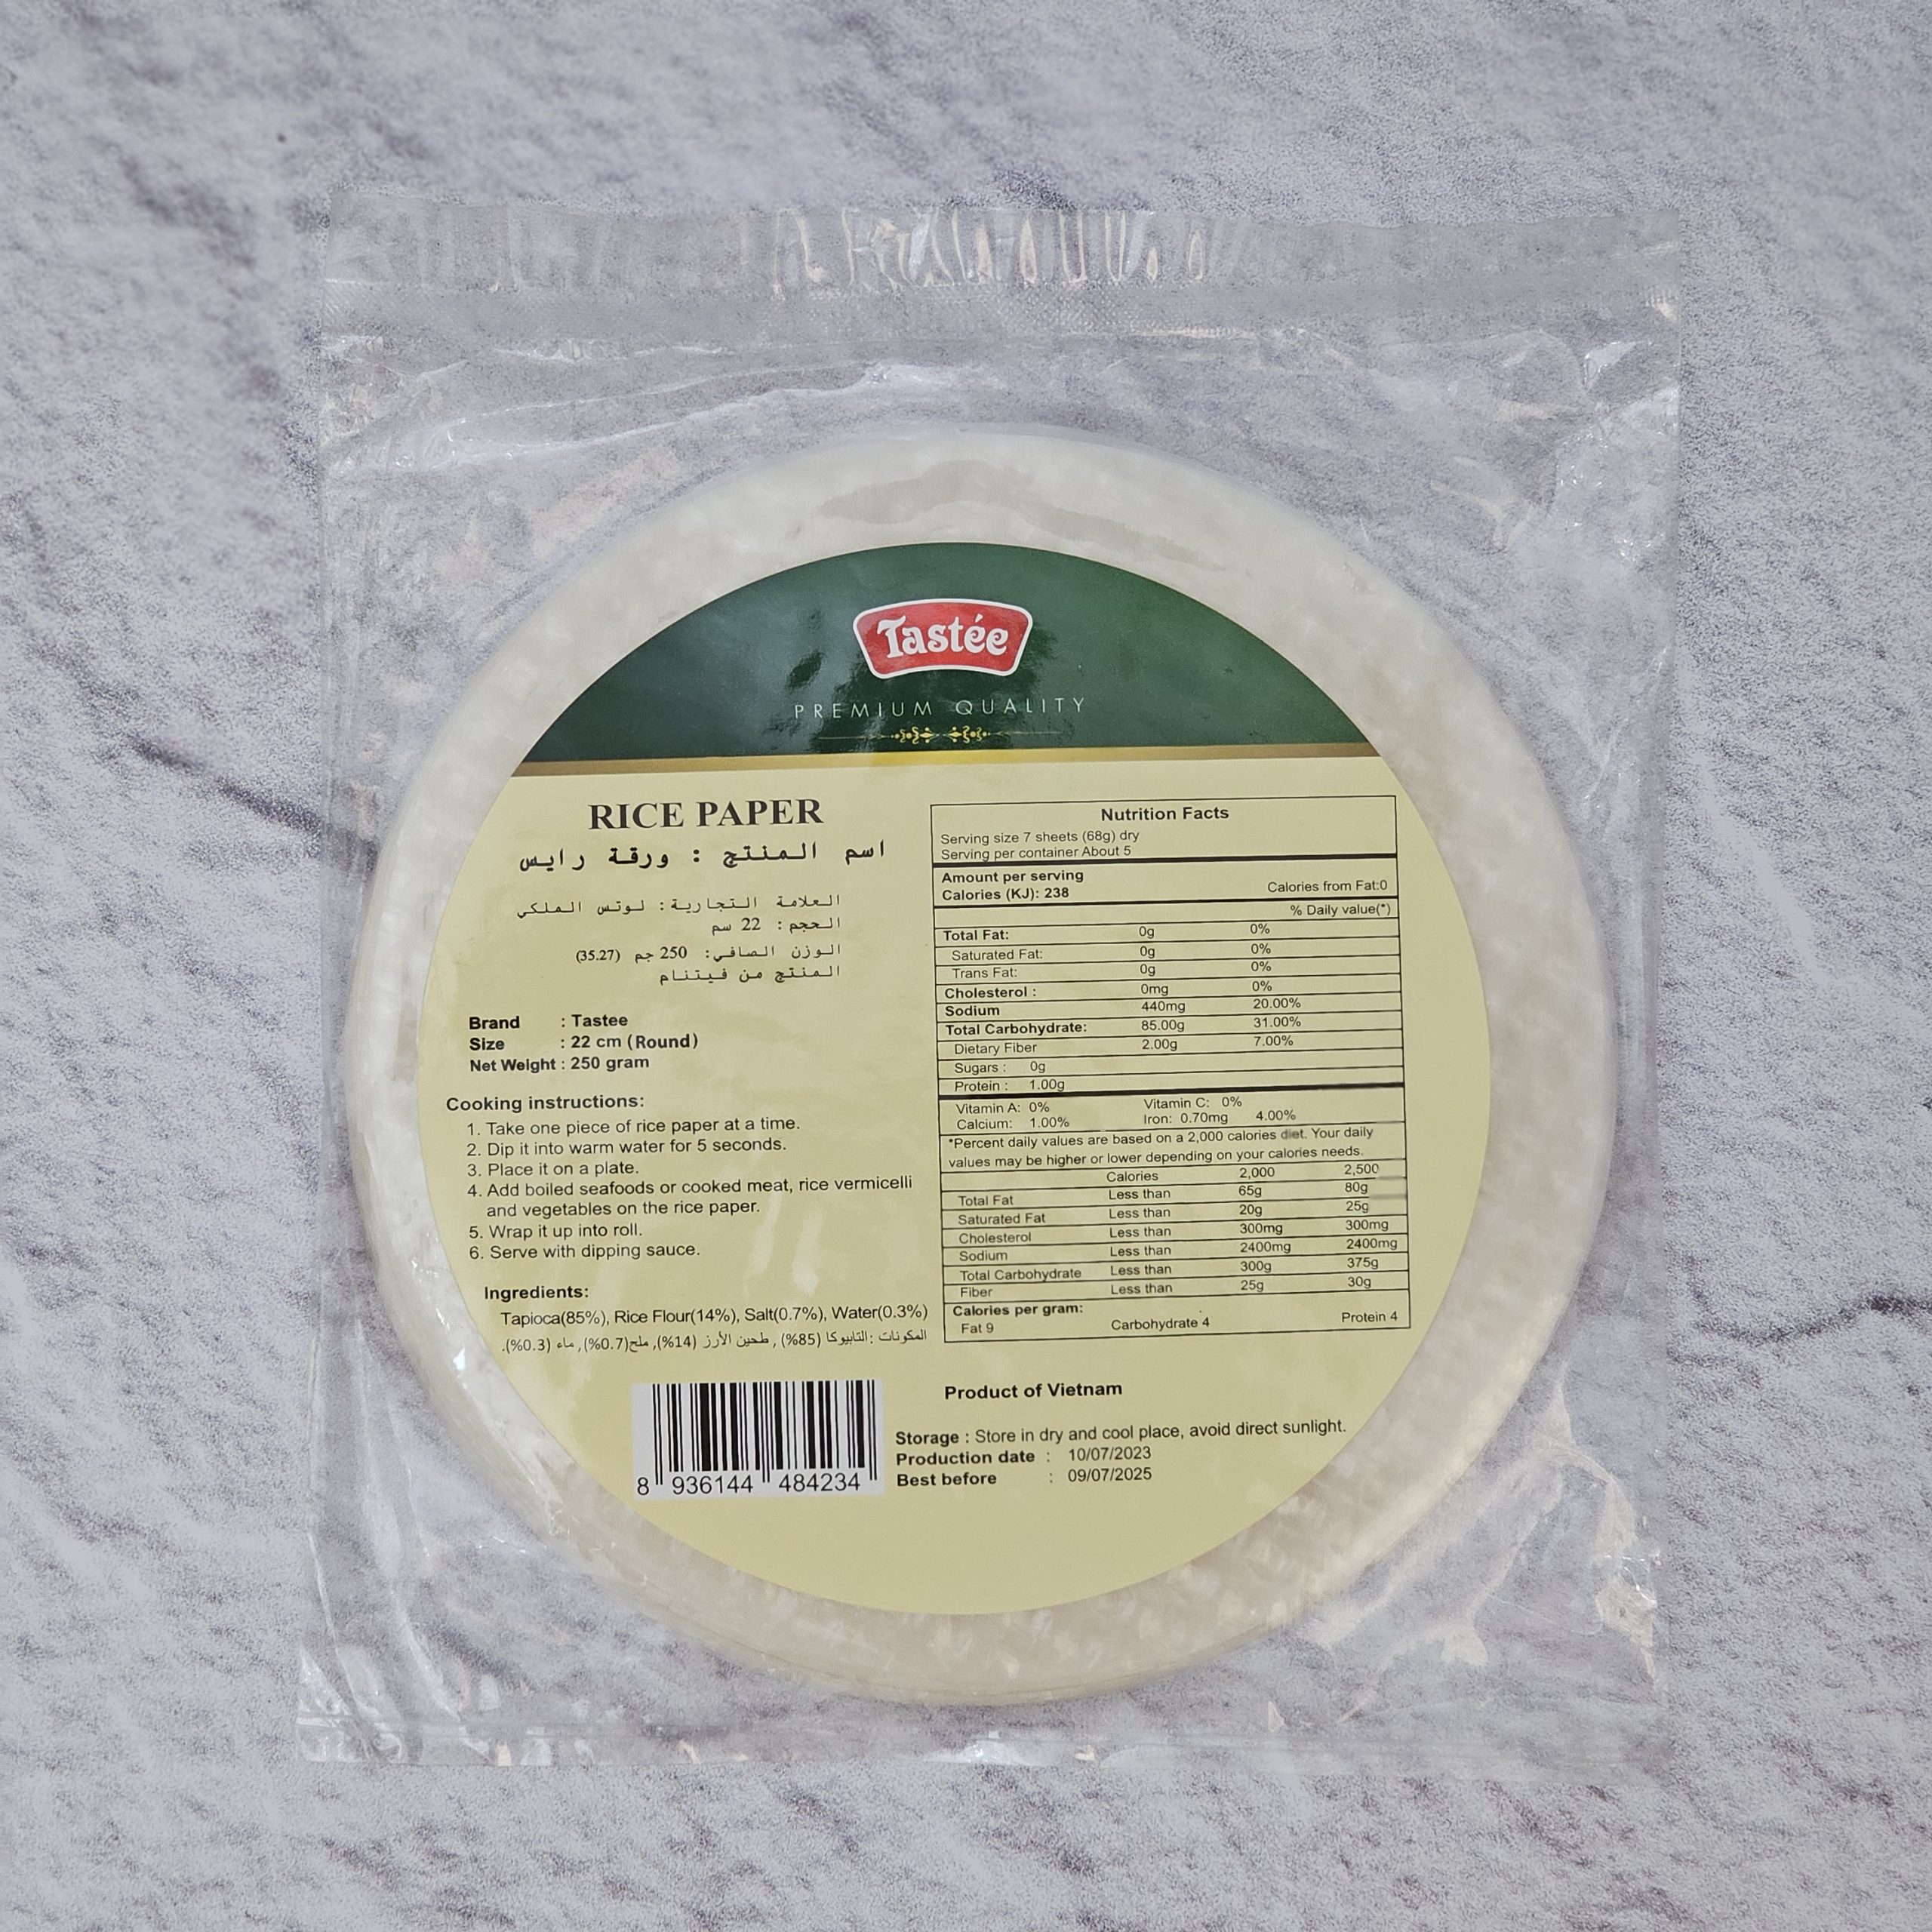 Tastée
PREMIUM QUALITY
RICE PAPER
اسم المنتج : ورقة رايس
العلامة التجارية: لوتس الملكي
الحجم: 22 سم
الوزن الصافي: 250 جم (35.27)
المنتج من فيتنام
Brand : Tastee
Size : 22 cm (Round)
Net Weight : 250 gram
Cooking instructions:
1. Take one piece of rice paper at a time.
2. Dip it into warm water for 5 seconds.
3. Place it on a plate.
4. Add boiled seafoods or cooked meat, rice vermicelli
and vegetables on the rice paper.
5. Wrap it up into roll.
6. Serve with dipping sauce.
Ingredients:
Tapioca(85%), Rice Flour(14%), Salt(0.7%), Water(0.3%)
المكونات :التابيوكا (85%) , طحين الأرز (14%), ملح(0.7%), ماء (0.3%).
8 936144 484234
Nutrition Facts
Serving size 7 sheets (68g) dry
Serving per container About 5
Amount per serving
Calories (KJ): 238 Calories from Fat:0
% Daily value(*)
Total Fat: 0g 0%
Saturated Fat: 0g 0%
Trans Fat: 0g 0%
Cholesterol : 0mg 0%
Sodium 440mg 20.00%
Total Carbohydrate: 85.00g 31.00%
Dietary Fiber 2.00g 7.00%
Sugars : 0g
Protein : 1.00g
Vitamin A: 0% Vitamin C: 0%
Calcium: 1.00% Iron: 0.70mg 4.00%
*Percent daily values are based on a 2,000 calories diet. Your daily
values may be higher or lower depending on your calories needs.
Calories 2,000 2,500
Total Fat Less than 65g 80g
Saturated Fat Less than 20g 25g
Cholesterol Less than 300mg 300mg
Sodium Less than 2400mg 2400mg
Total Carbohydrate Less than 300g 375g
Fiber Less than 25g 30g
Calories per gram:
Fat 9 Carbohydrate 4 Protein 4
Product of Vietnam
Storage : Store in dry and cool place, avoid direct sunlight.
Production date : 10/07/2023
Best before : 09/07/2025